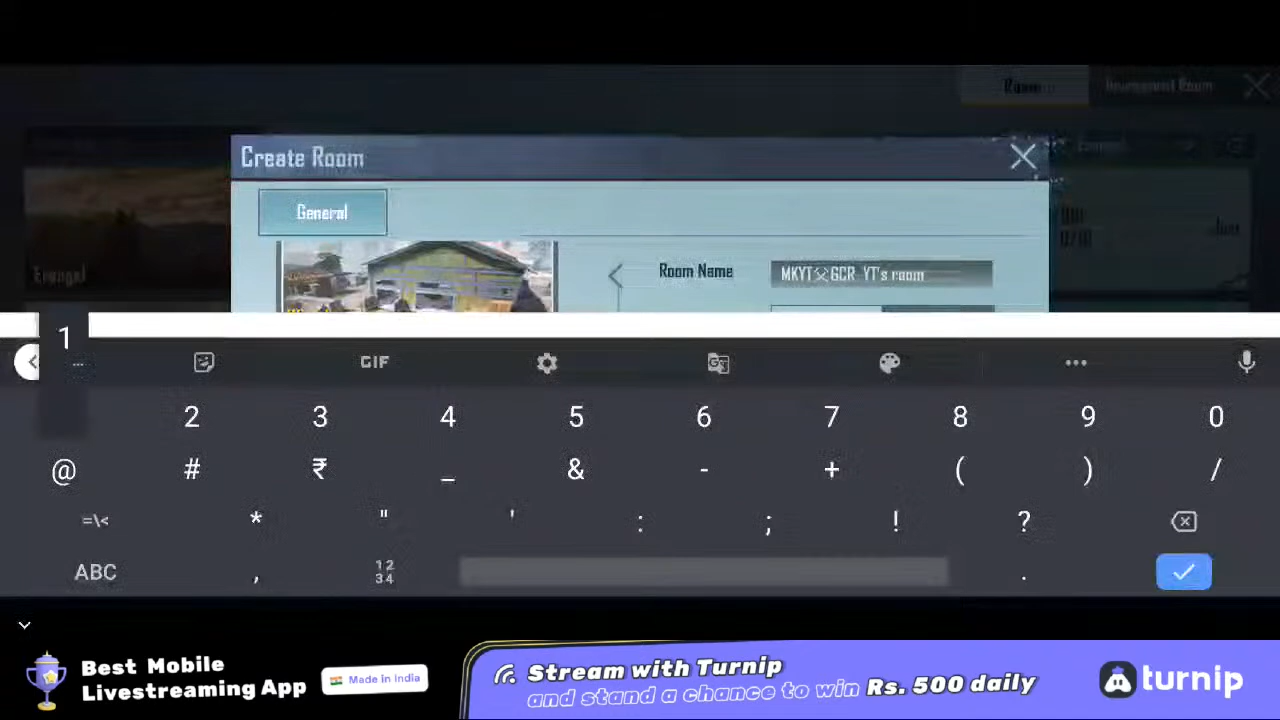 Room
Tournament Room
Create Room
General
Erangel
Room Name
MKYT父GCR YT's room
1
GIF
2 3 4 5 6 7 8 9 0
@ # ₹ _ & - + ( ) /
=\< * " ' : ; ! ?
ABC , 12 34 .
Best Mobile
Livestreaming App
Made in India
Stream with Turnip
and stand a chance to win Rs. 500 daily
turnip